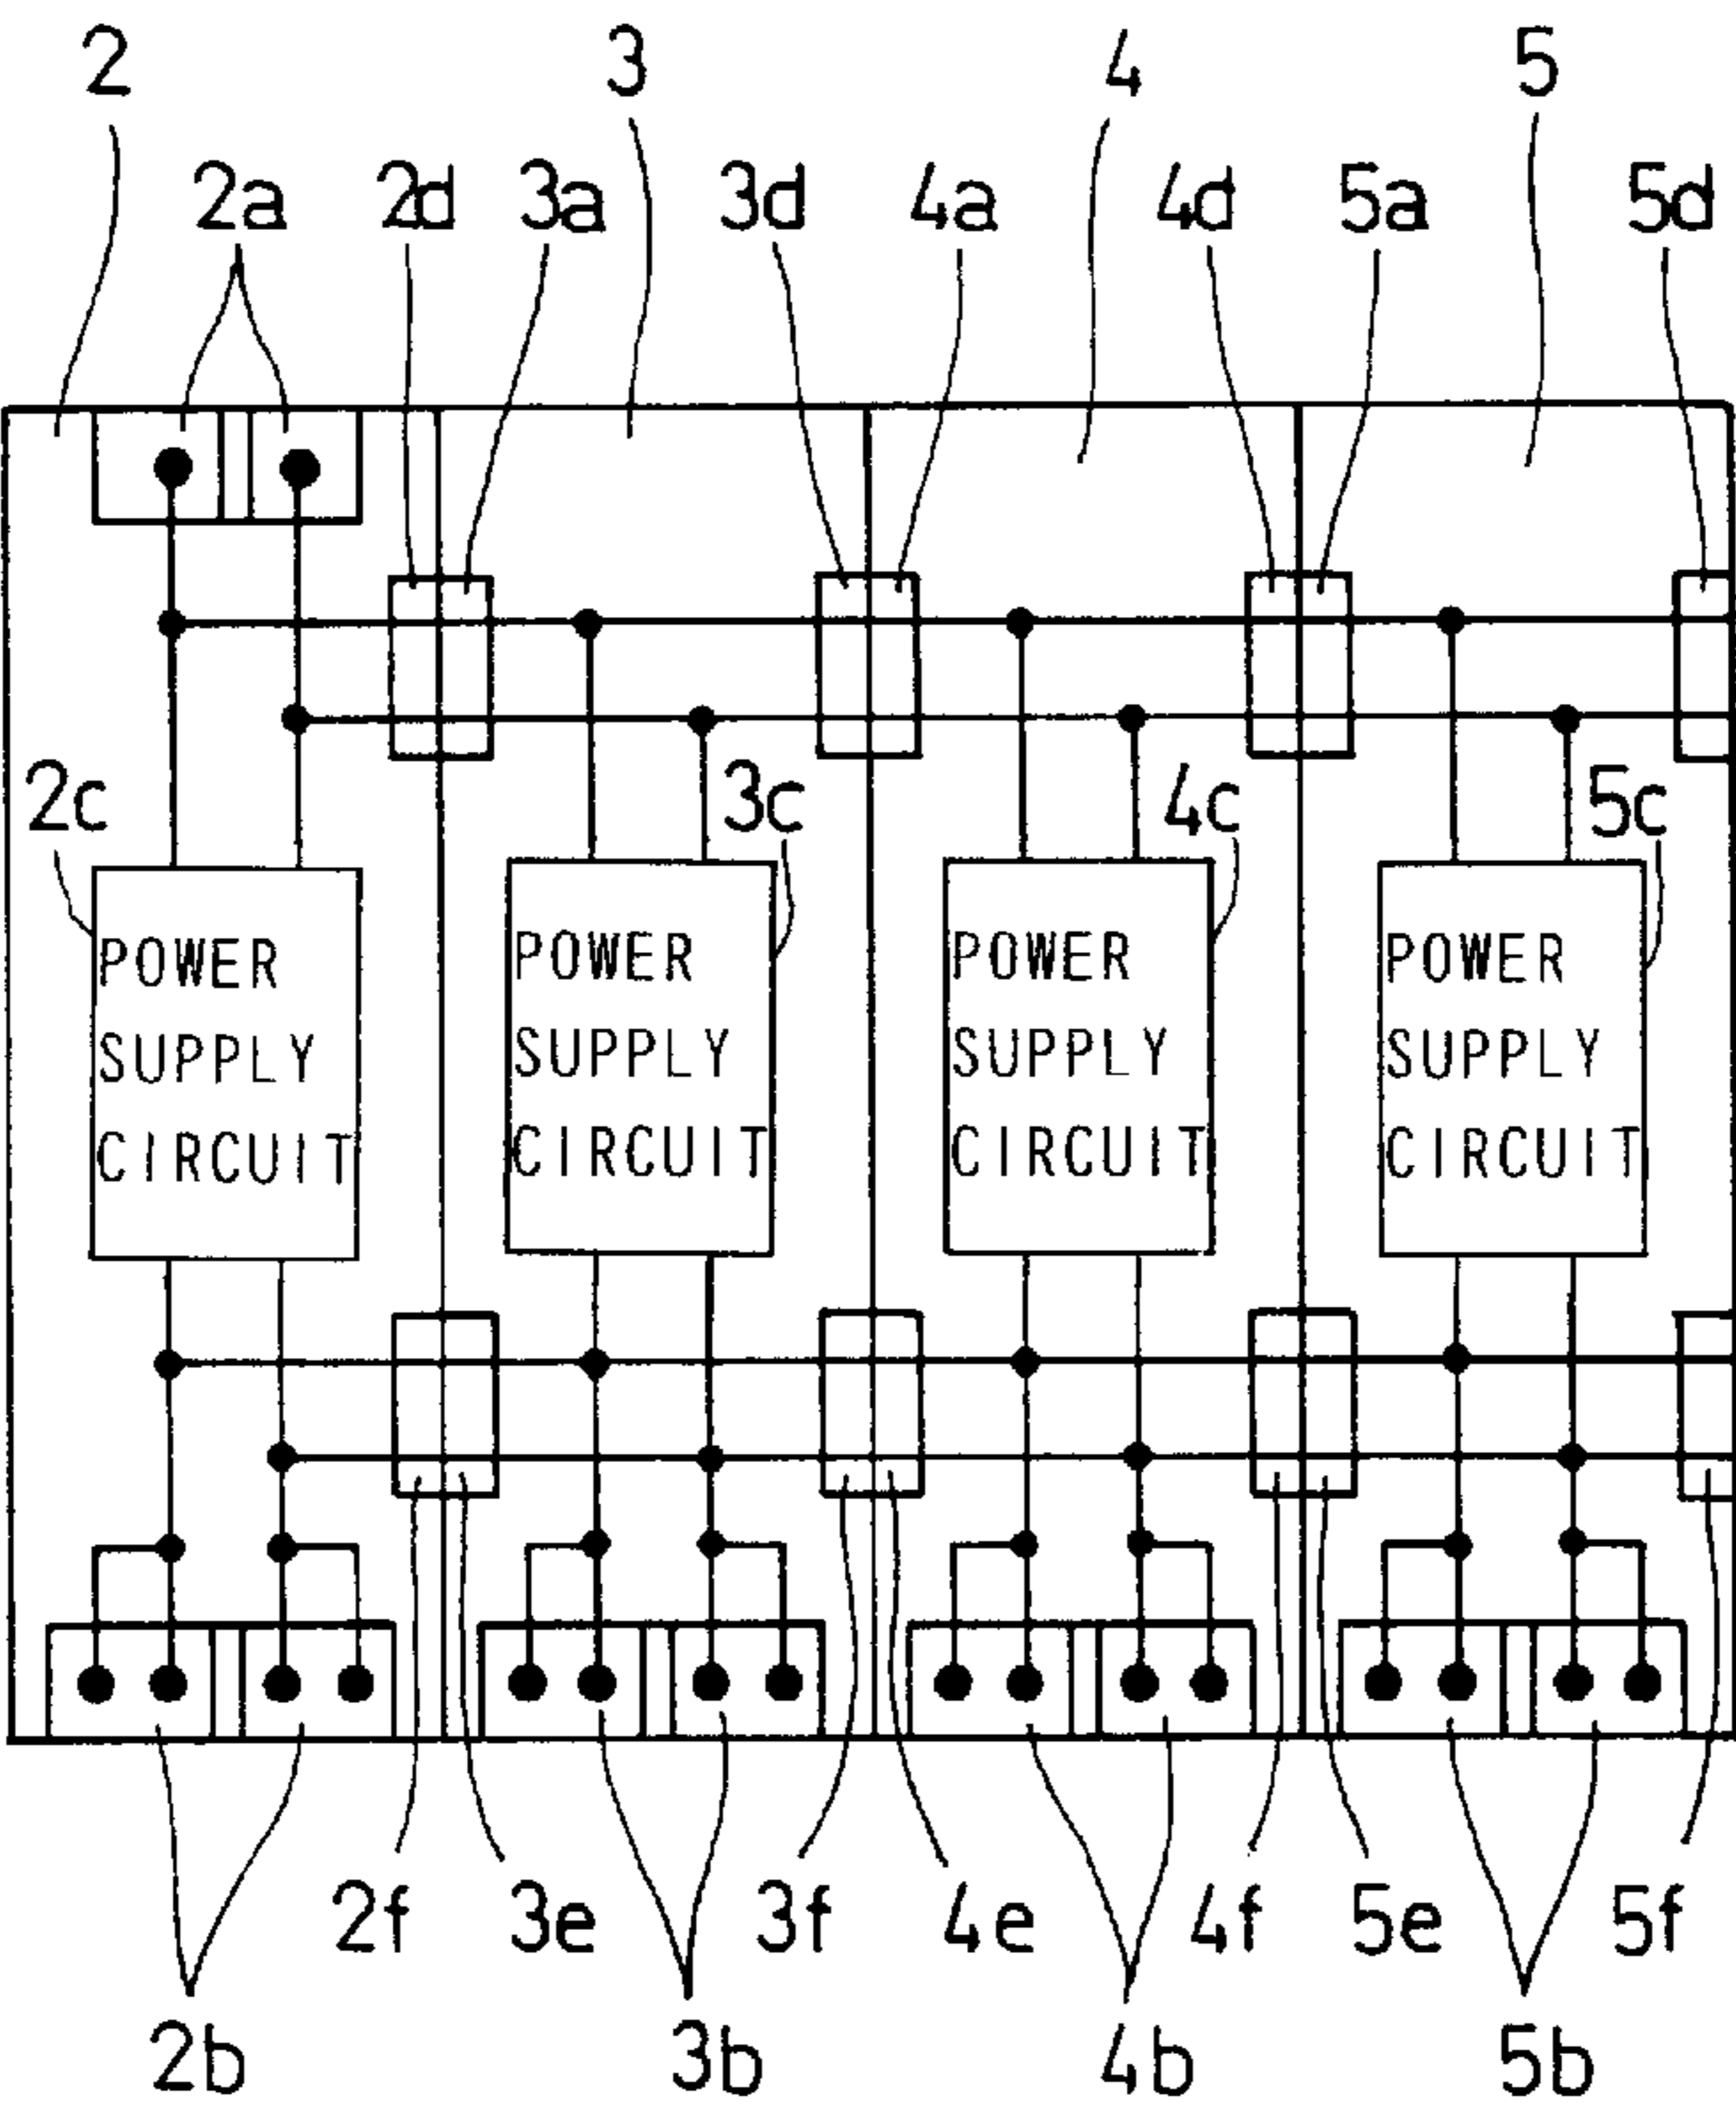 2 3 4 5
2a 2d 3a 3d 4a 4d 5a 5d
2c 3c 4c 5c
POWER SUPPLY CIRCUIT
POWER SUPPLY CIRCUIT
POWER SUPPLY CIRCUIT
POWER SUPPLY CIRCUIT
2f 3e 3f 4e 4f 5e 5f
2b 3b 4b 5b